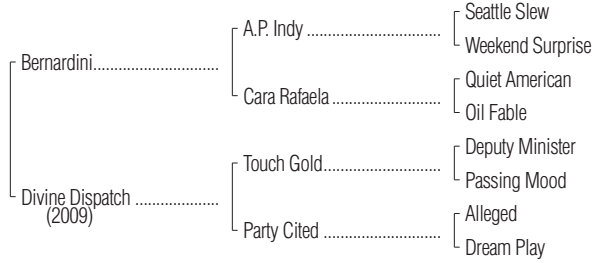 Seattle Slew
A.P. Indy
Weekend Surprise
Bernardini
Quiet American
Cara Rafaela
Oil Fable
Deputy Minister
Touch Gold
Passing Mood
Divine Dispatch
(2009)
Alleged
Party Cited
Dream Play